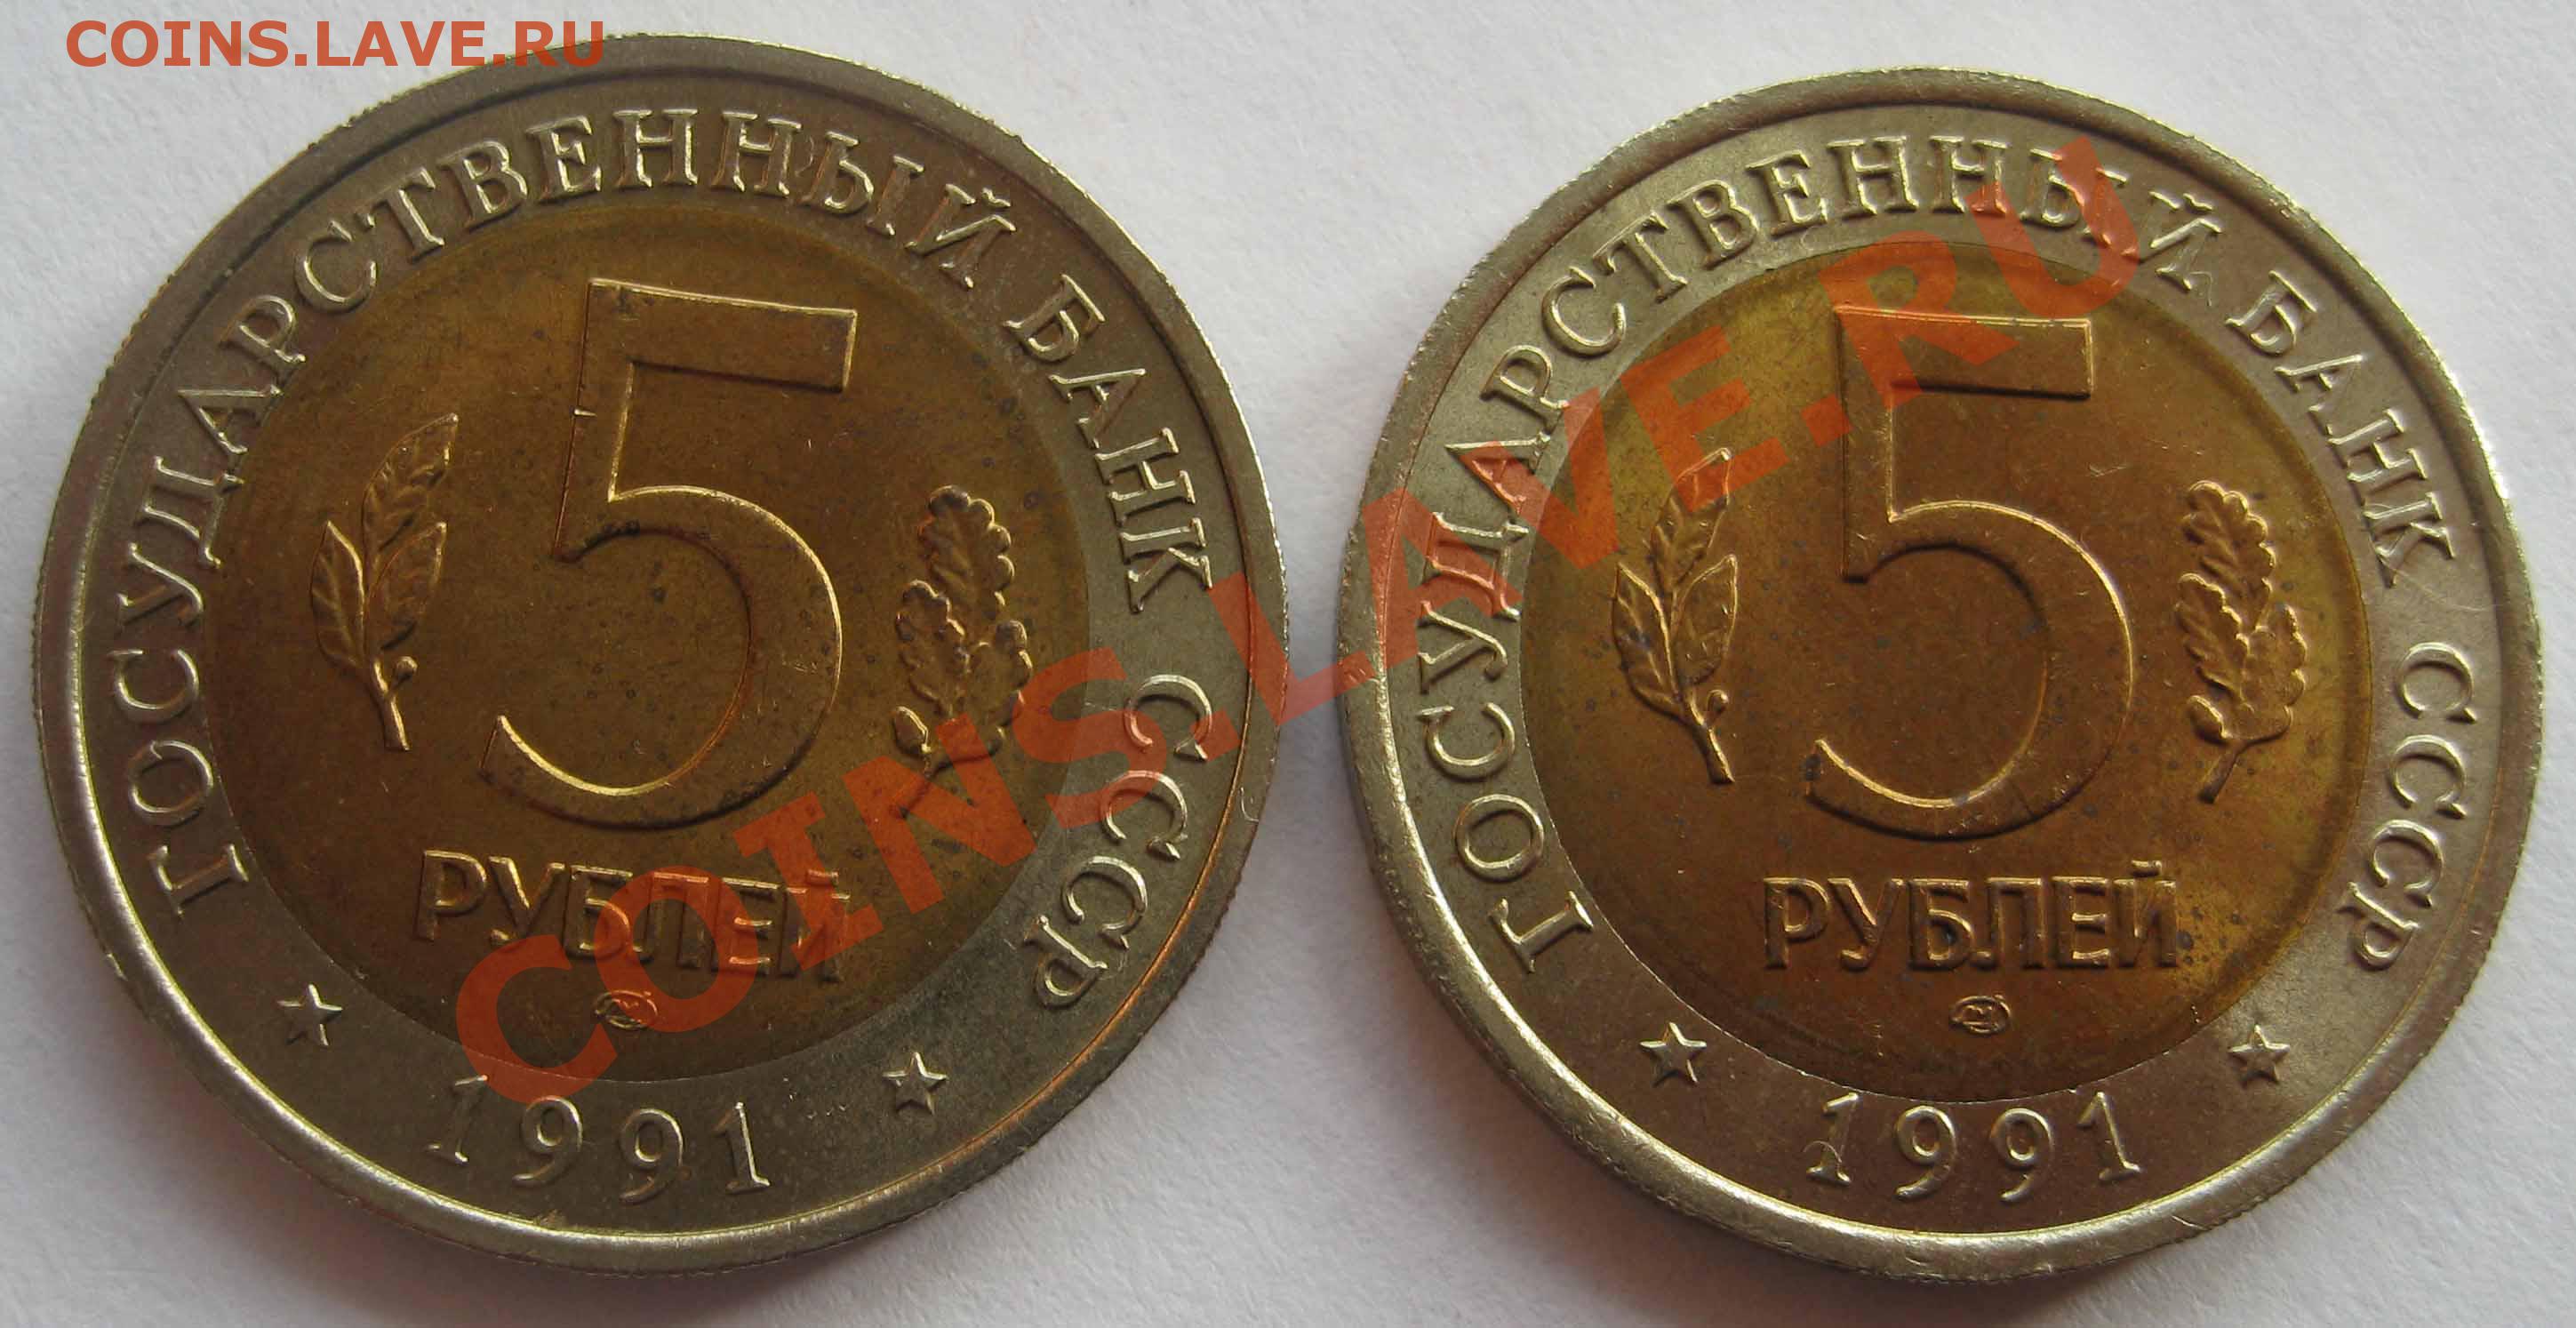 COINS.LAVE.RU
ГОСУДАРСТВЕННЫЙ БАНК СССР
5
РУБЛЕЙ
1991
ГОСУДАРСТВЕННЫЙ БАНК СССР
5
РУБЛЕЙ
1991
COINS.LAVE.RU